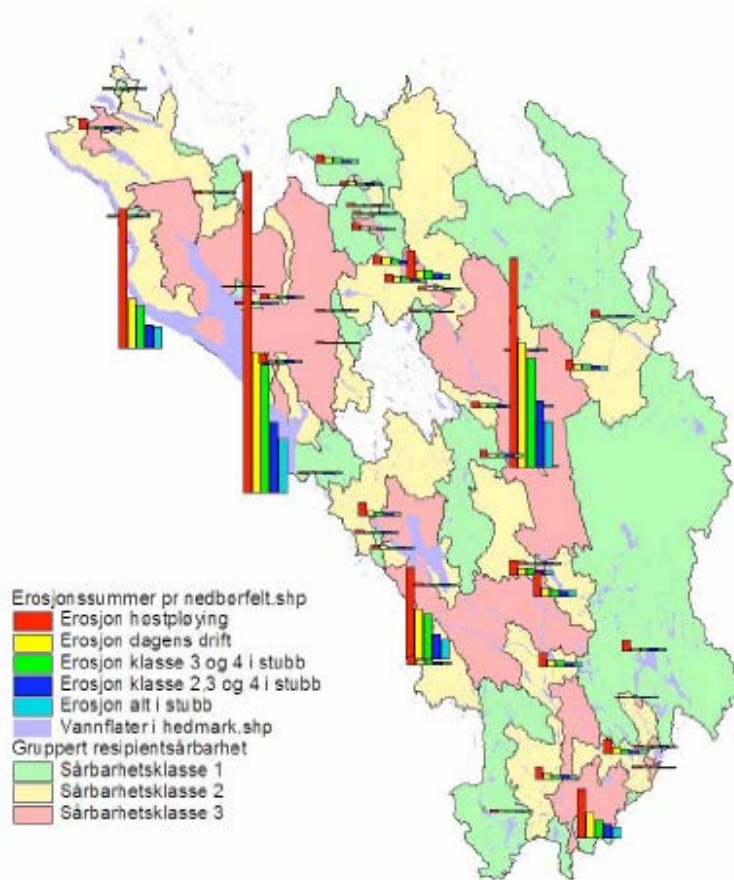 Erosjonssummer pr nedbørfelt.shp
Erosjon høstpløying
Erosjon dagens drift
Erosjon klasse 3 og 4 i stubb
Erosjon klasse 2,3 og 4 i stubb
Erosjon alt i stubb
Vannflater i hedmark.shp
Gruppert resipientsårbarhet
Sårbarhetsklasse 1
Sårbarhetsklasse 2
Sårbarhetsklasse 3